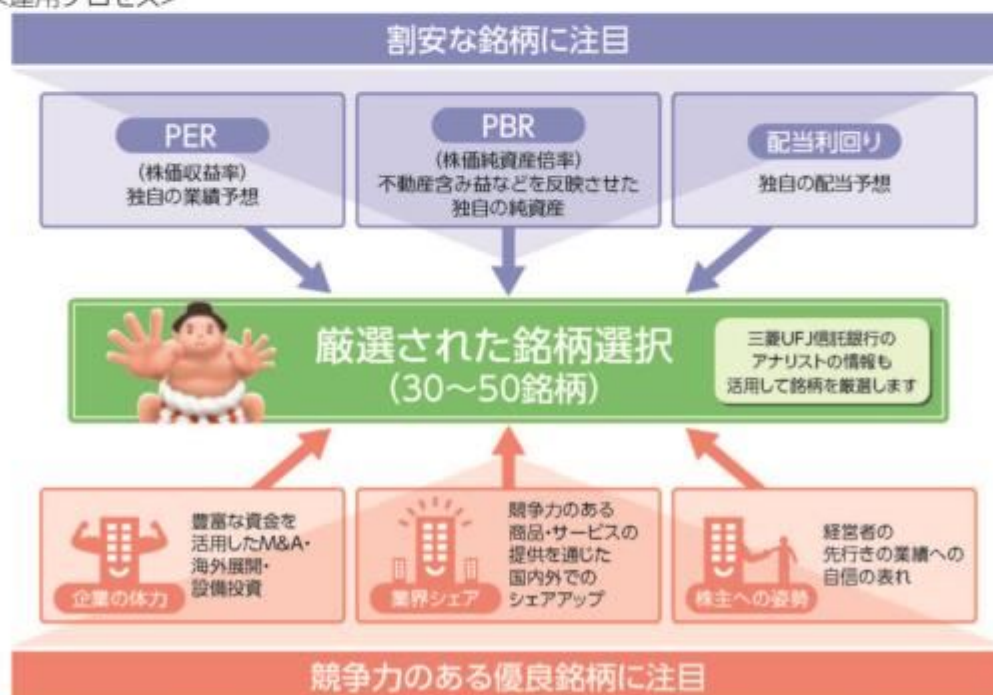 <運用プロセス>
割安な銘柄に注目
PER
(株価収益率)
独自の業績予想
PBR
(株価純資産倍率)
不動産含み益などを反映させた
独自の純資産
配当利回り
独自の配当予想
厳選された銘柄選択
(30～50銘柄)
三菱UFJ信託銀行の
アナリストの情報も
活用して銘柄を厳選します
豊富な資金を
活用したM&A・
海外展開・
設備投資
企業の体力
競争力のある
商品・サービスの
提供を通じた
国内外での
シェアアップ
業界シェア
経営者の
先行きの業績への
自信の表れ
株主への姿勢
競争力のある優良銘柄に注目